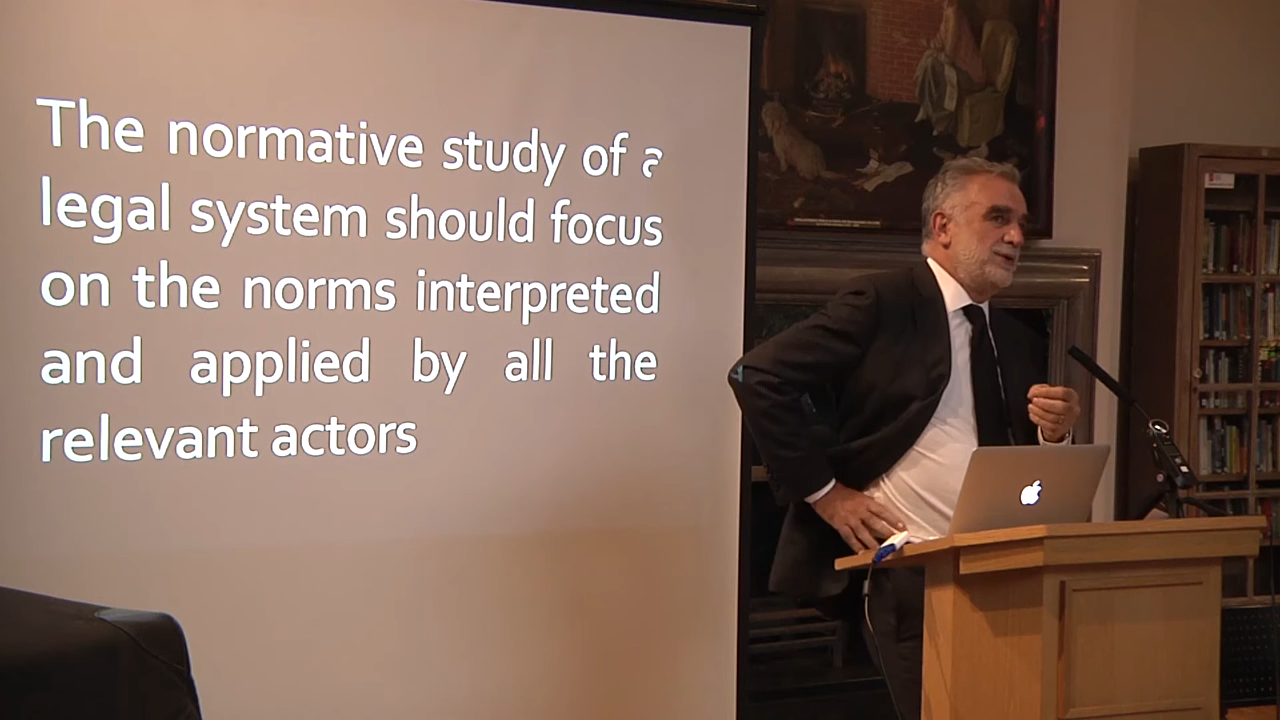 The normative study of a
legal system should focus
on the norms interpreted
and applied by all the
relevant actors